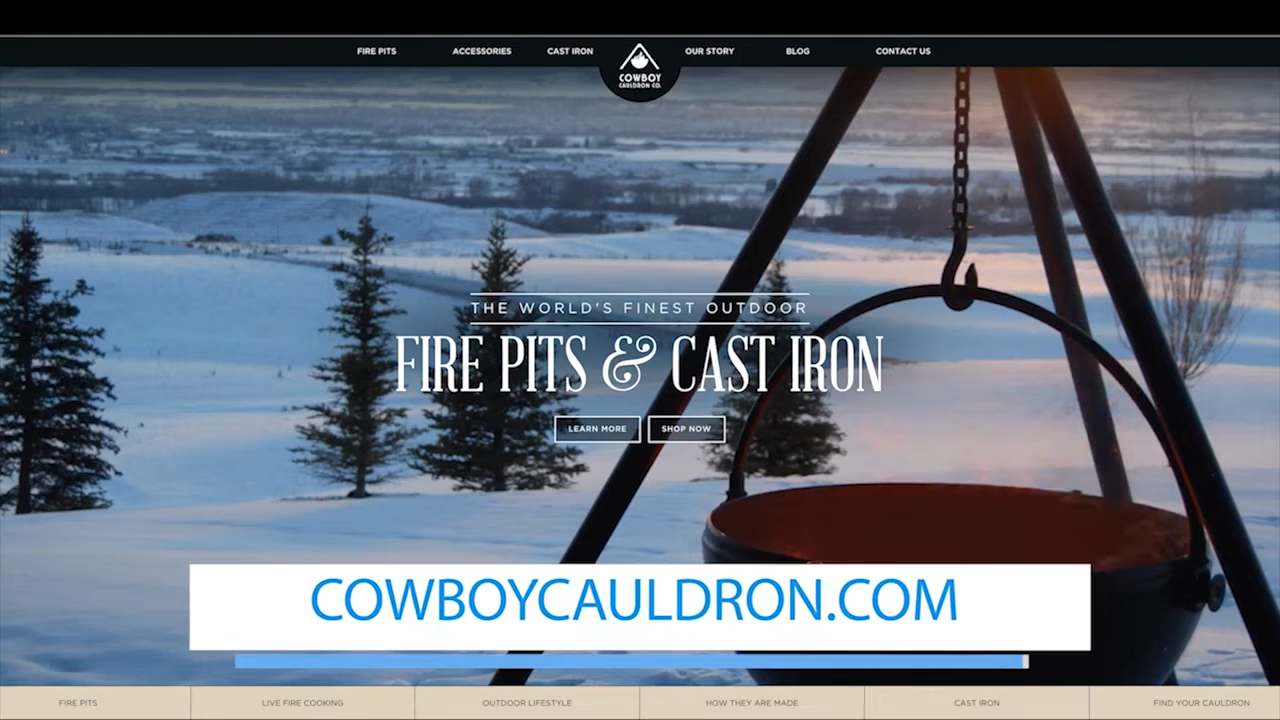 FIRE PITS ACCESSORIES CAST IRON OUR STORY BLOG CONTACT US
COWBOY
CAULDRON CO.
THE WORLD'S FINEST OUTDOOR
FIRE PITS & CAST IRON
LEARN MORE SHOP NOW
COWBOYCAULDRON.COM
FIRE PITS LIVE FIRE COOKING OUTDOOR LIFESTYLE HOW THEY ARE MADE CAST IRON FIND YOUR CAULDRON